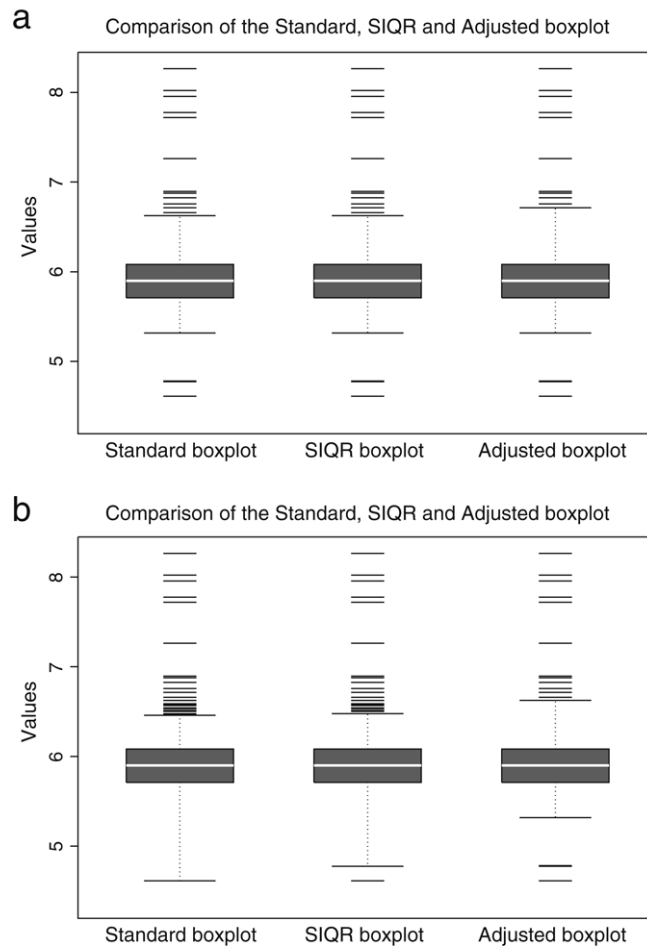 a
Comparison of the Standard, SIQR and Adjusted boxplot
Values
8
7
6
5
Standard boxplot SIQR boxplot Adjusted boxplot
b
Comparison of the Standard, SIQR and Adjusted boxplot
Values
8
7
6
5
Standard boxplot SIQR boxplot Adjusted boxplot